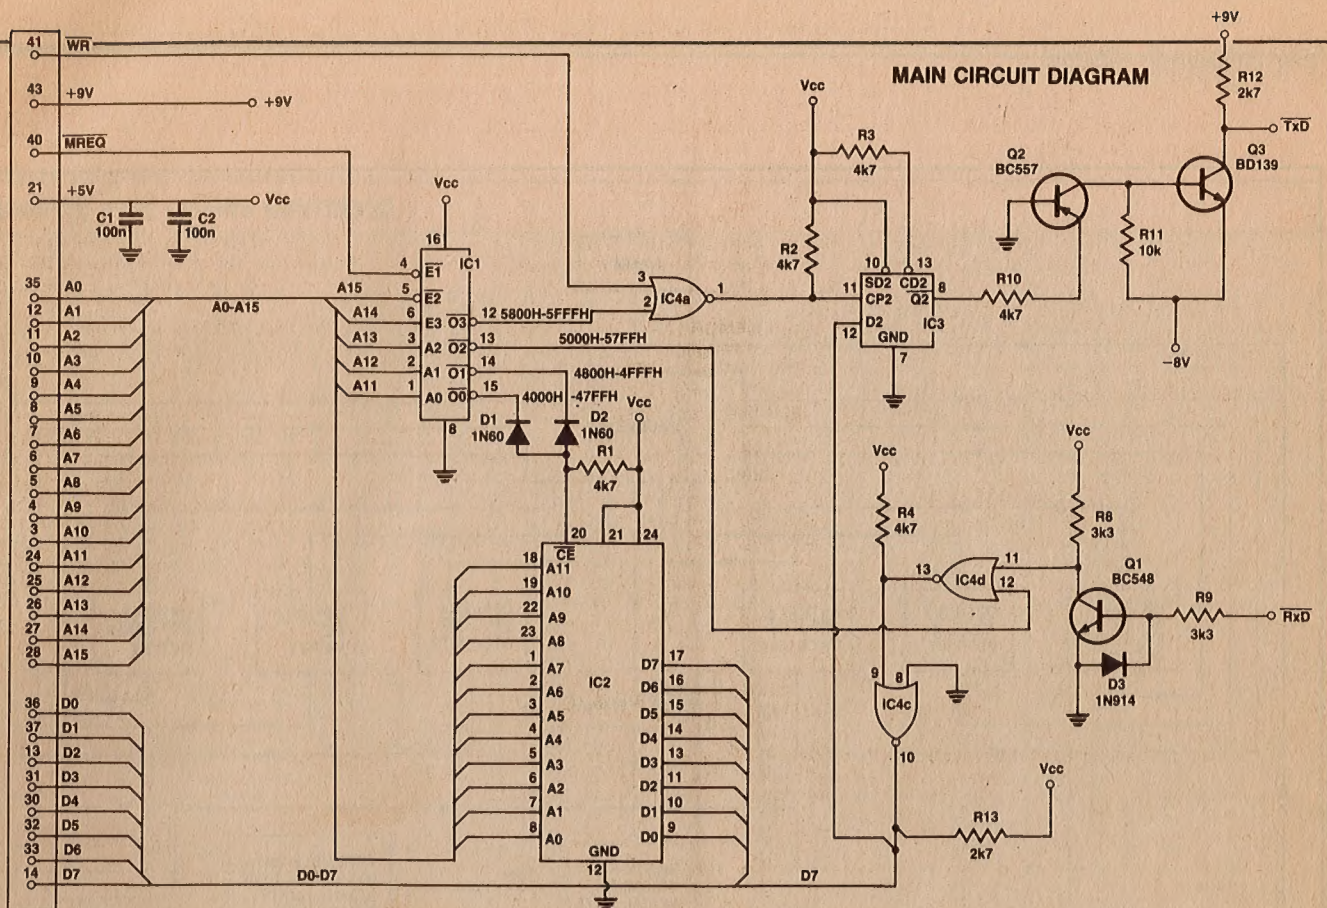 MAIN CIRCUIT DIAGRAM
41 WR
43 +9V
+9V
40 MREQ
21 +5V
Vcc
C1
100n
C2
100n
35 A0
12 A1
11 A2
10 A3
9 A4
8 A5
7 A6
6 A7
5 A8
4 A9
3 A10
24 A11
25 A12
26 A13
27 A14
28 A15
36 D0
37 D1
13 D2
31 D3
30 D4
32 D5
33 D6
14 D7
A0-A15
D0-D7
D7
Vcc
16
IC1
4 E1
A15 5 E2
A14 6 E3
A13 3 A2
A12 2 A1
A11 1 A0
O3 12 5800H-5FFFH
O2 13 5000H-57FFH
O1 14 4800H-4FFFH
O0 15 4000H -47FFH
8
D1
1N60
D2
1N60
Vcc
R1
4k7
20 21 24
CE
18 A11
19 A10
22 A9
23 A8
1 A7
2 A6
3 A5
4 A4
5 A3
6 A2
7 A1
8 A0
IC2
D7 17
D6 16
D5 15
D4 14
D3 13
D2 11
D1 10
D0 9
GND
12
3
2
IC4a
1
Vcc
R3
4k7
R2
4k7
10 13
SD2 CD2
11 CP2
Q2 8
12 D2
IC3
GND
7
R10
4k7
Q2
BC557
R11
10k
-8V
Q3
BD139
+9V
R12
2k7
TxD
Vcc
R4
4k7
13
IC4d
11
12
Vcc
R8
3k3
Q1
BC548
R9
3k3
RxD
D3
1N914
9 8
IC4c
10
R13
2k7
Vcc